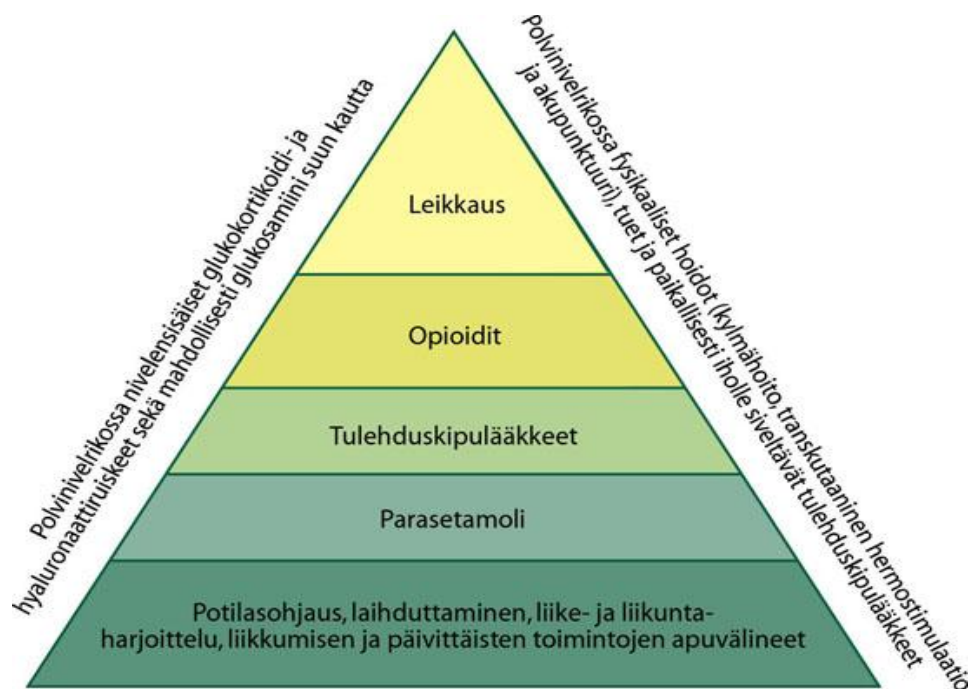 Polvinivelrikossa nivelensisäiset glukokortikoidi- ja
hyaluronaattiruiskeet sekä mahdollisesti glukosamiini suun kautta
Polvinivelrikossa fysikaaliset hoidot (kylmähoito, transkutaaninen hermostimulaatio
ja akupunktuuri), tuet ja paikallisesti iholle siveltävät tulehduskipulääkkeet
Leikkaus
Opioidit
Tulehduskipulääkkeet
Parasetamoli
Potilasohjaus, laihduttaminen, liike- ja liikunta-
harjoittelu, liikkumisen ja päivittäisten toimintojen apuvälineet